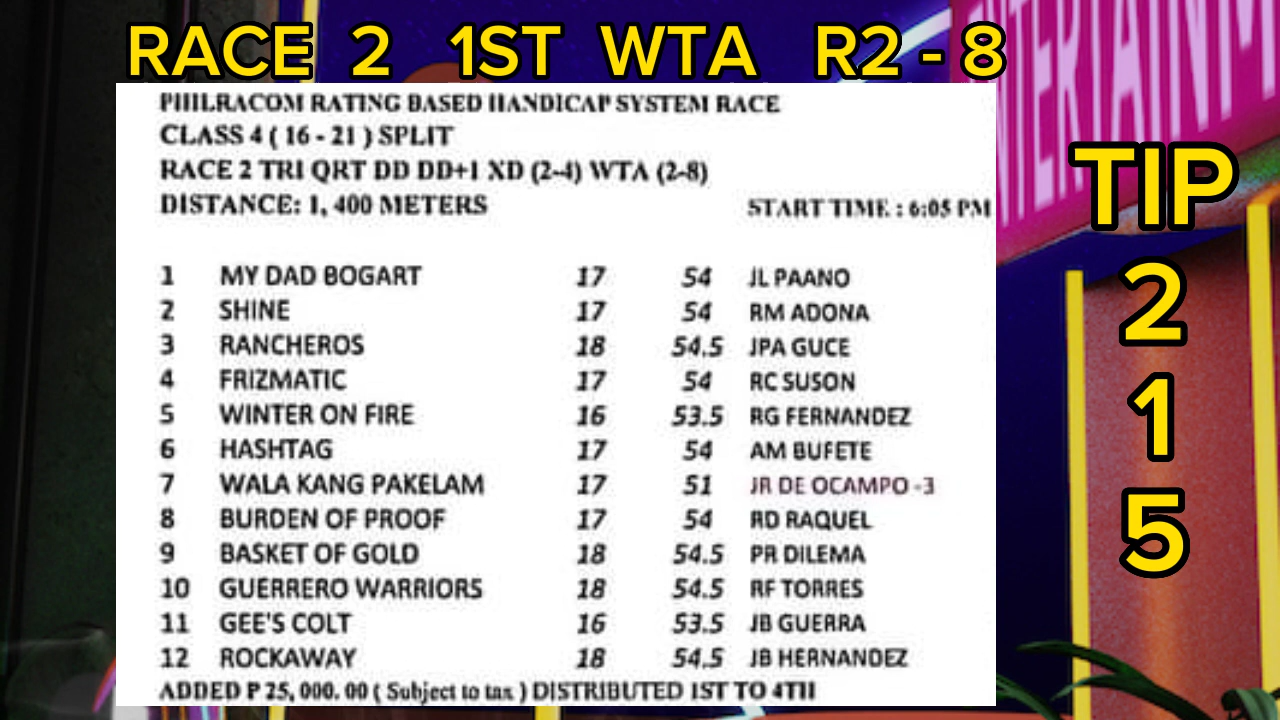 RACE 2 1ST WTA R2 - 8
ENTERTAINM
PHILRACOM RATING BASED HANDICAP SYSTEM RACE
CLASS 4 ( 16 - 21 ) SPLIT
RACE 2 TRI QRT DD DD+1 XD (2-4) WTA (2-8)
DISTANCE: 1, 400 METERS START TIME : 6:05 PM
1 MY DAD BOGART 17 54 JL PAANO
2 SHINE 17 54 RM ADONA
3 RANCHEROS 18 54.5 JPA GUCE
4 FRIZMATIC 17 54 RC SUSON
5 WINTER ON FIRE 16 53.5 RG FERNANDEZ
6 HASHTAG 17 54 AM BUFETE
7 WALA KANG PAKELAM 17 51 JR DE OCAMPO -3
8 BURDEN OF PROOF 17 54 RD RAQUEL
9 BASKET OF GOLD 18 54.5 PR DILEMA
10 GUERRERO WARRIORS 18 54.5 RF TORRES
11 GEE'S COLT 16 53.5 JB GUERRA
12 ROCKAWAY 18 54.5 JB HERNANDEZ
ADDED P 25, 000. 00 ( Subject to tax ) DISTRIBUTED 1ST TO 4TH
TIP
2
1
5